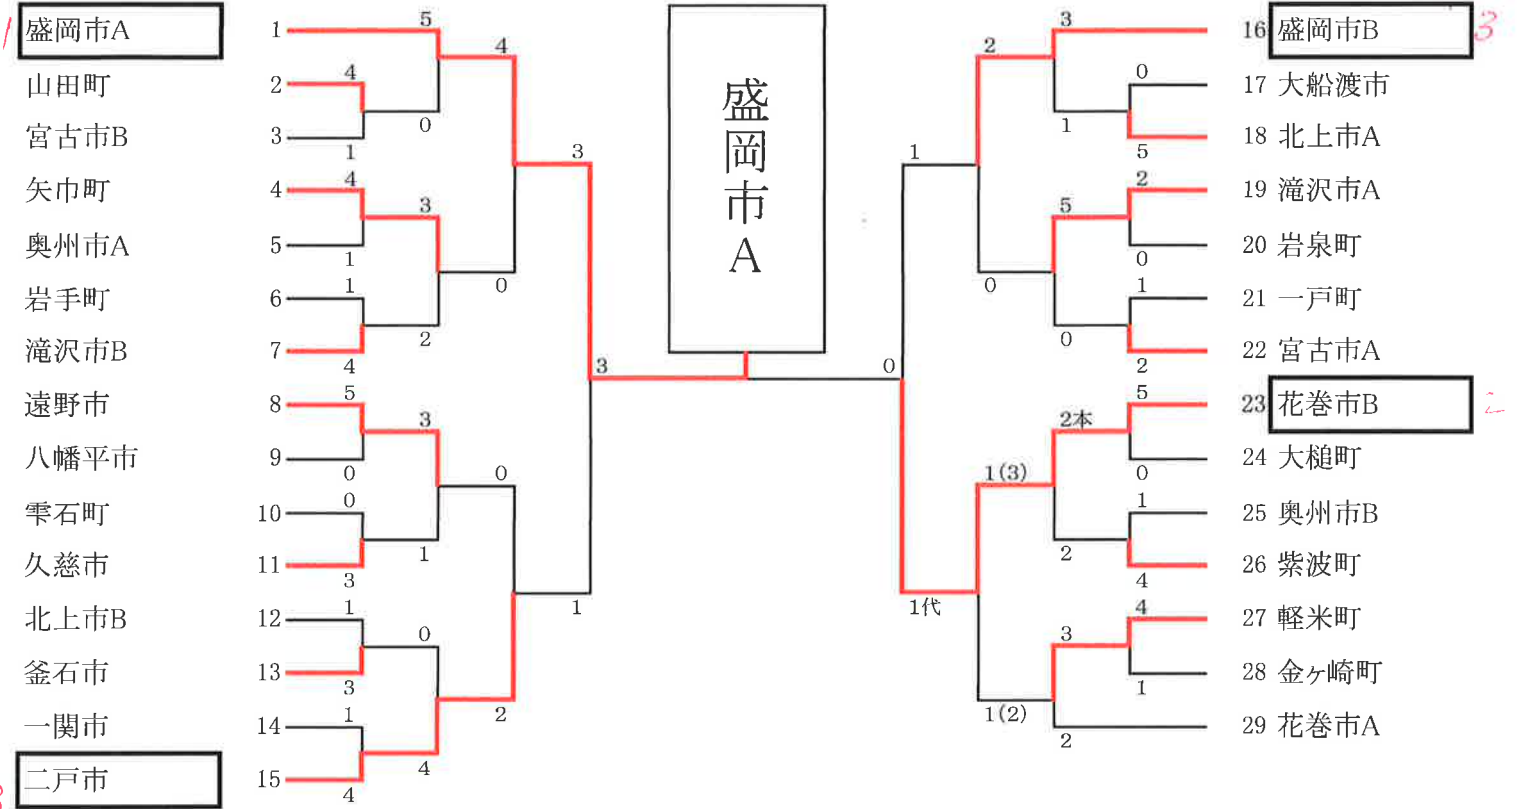 盛岡市A 1
山田町 2
宮古市B 3
矢巾町 4
奥州市A 5
岩手町 6
滝沢市B 7
遠野市 8
八幡平市 9
雫石町 10
久慈市 11
北上市B 12
釜石市 13
一関市 14
二戸市 15
5
4
1
0
4
4
1
3
1
4
2
0
3
5
0
3
0
3
1
0
1
3
0
1
4
4
2
1
3
盛岡市A
0
1
1代
2
0
1(3)
1(2)
3
1
5
0
2本
2
3
2
0
5
2
0
1
2
5
0
1
4
4
1
16 盛岡市B 3
17 大船渡市
18 北上市A
19 滝沢市A
20 岩泉町
21 一戸町
22 宮古市A
23 花巻市B 2
24 大槌町
25 奥州市B
26 紫波町
27 軽米町
28 金ヶ崎町
29 花巻市A